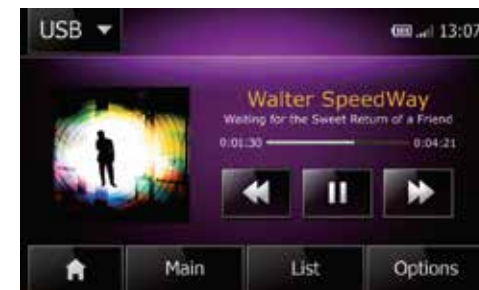 USB 13:07
Walter SpeedWay
Waiting for the Sweet Return of a Friend
0:01:30 0:04:21
Main List Options